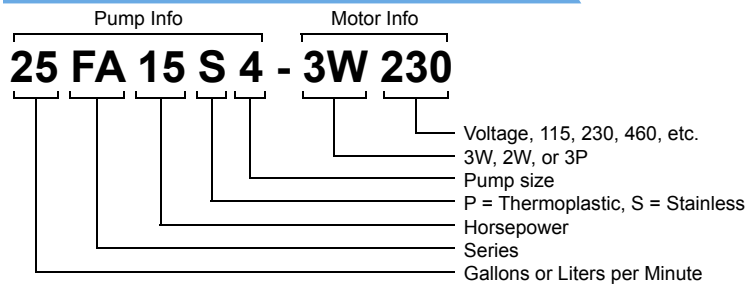 Pump Info Motor Info
25 FA 15 S 4 - 3W 230
Voltage, 115, 230, 460, etc.
3W, 2W, or 3P
Pump size
P = Thermoplastic, S = Stainless
Horsepower
Series
Gallons or Liters per Minute